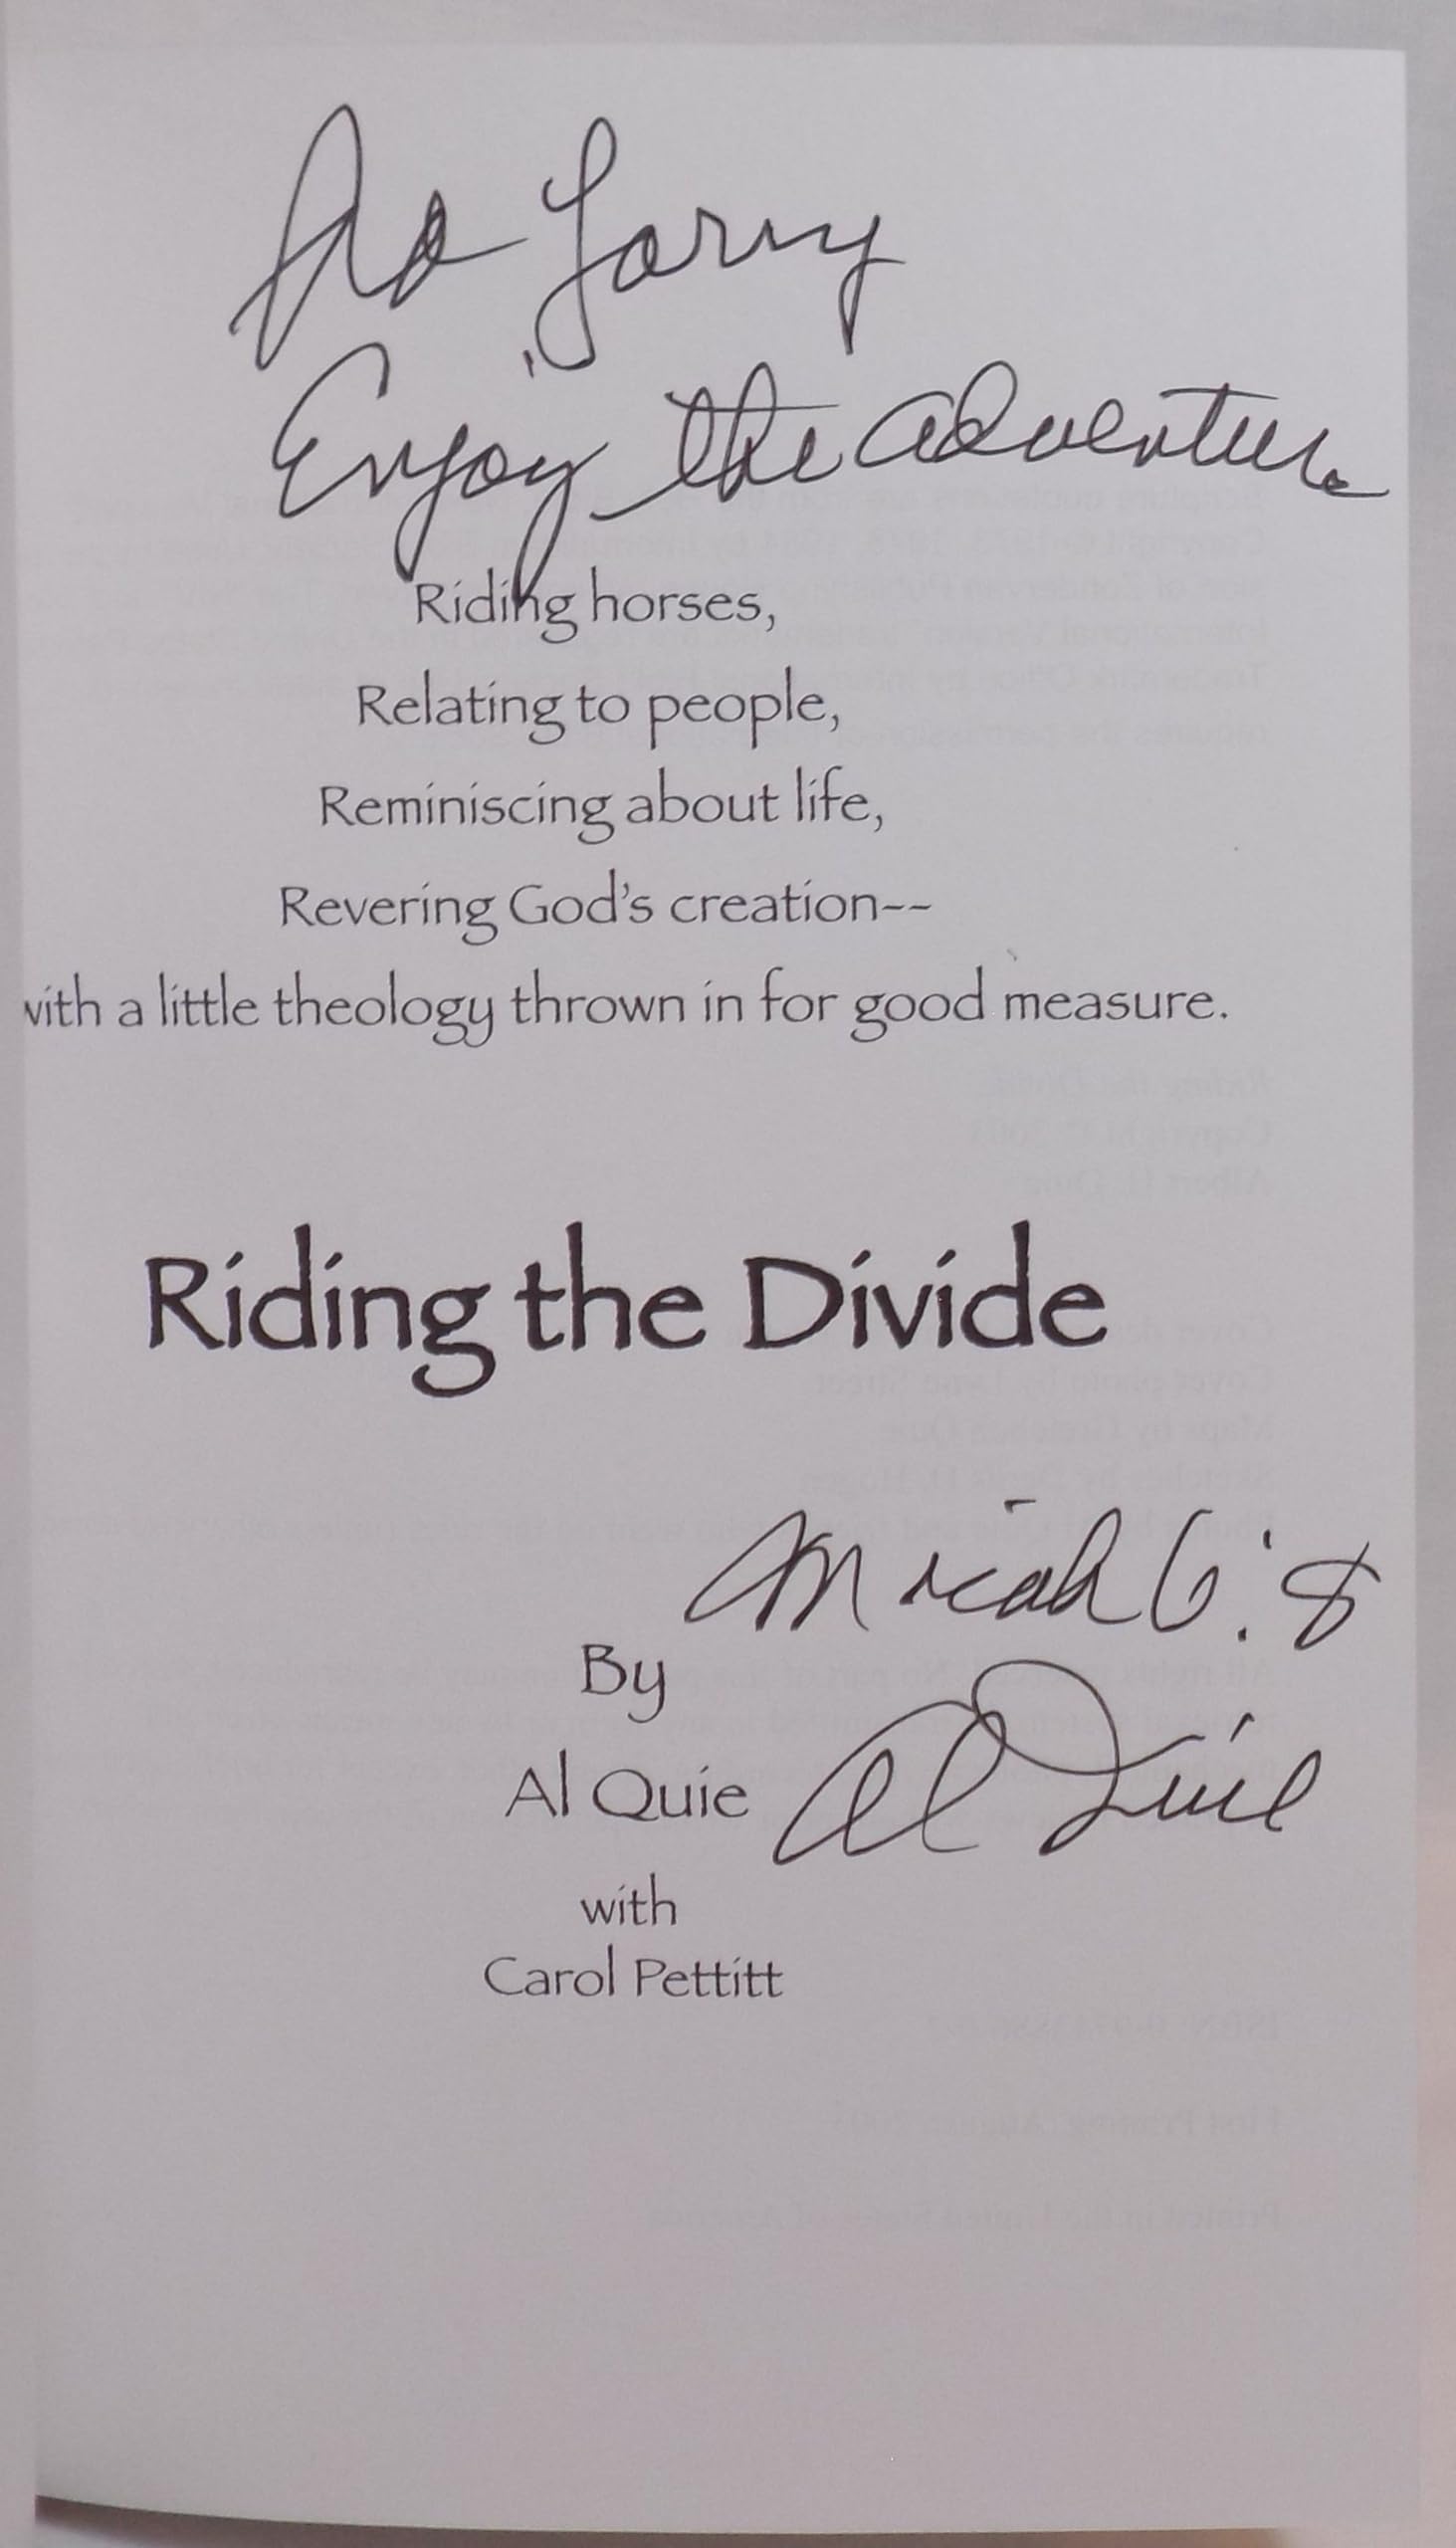 To Larry
Enjoy the adventure
Riding horses,
Relating to people,
Reminiscing about life,
Revering God's creation--
with a little theology thrown in for good measure.
Riding the Divide
Micah 6:8
By
Al Quie Al Quie
with
Carol Pettitt